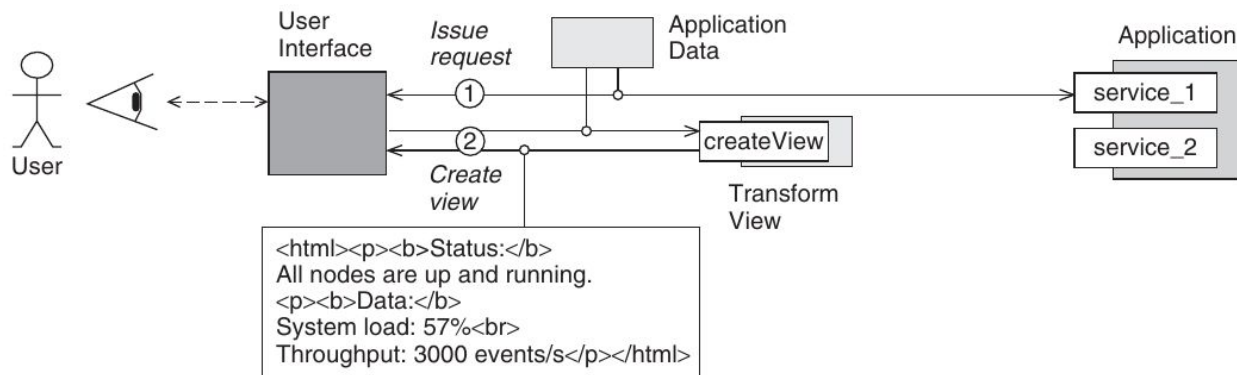 User
Interface
Issue
request
Application
Data
Application
1
service_1
2
createView
service_2
User
Create
view
Transform
View
<html><p><b>Status:</b>
All nodes are up and running.
<p><b>Data:</b>
System load: 57%<br>
Throughput: 3000 events/s</p></html>